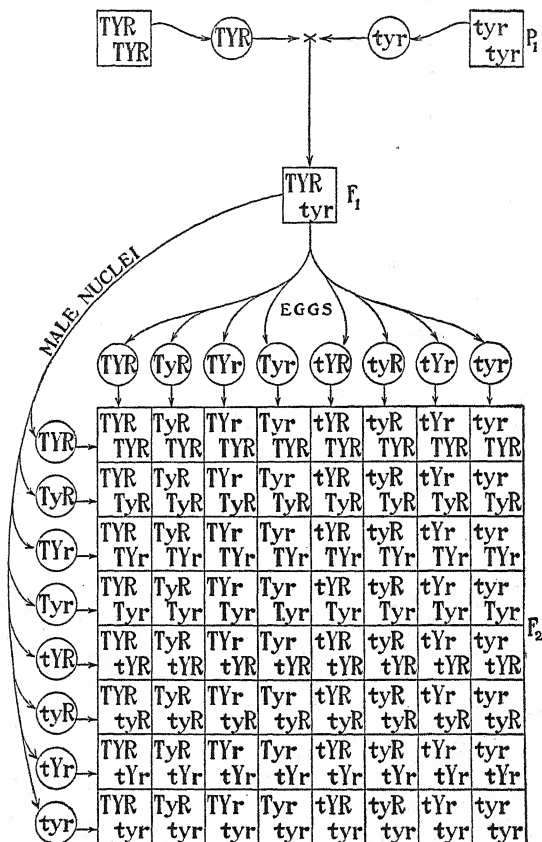 TYR TYR × tyr tyr P1
TYR tyr
TYR F1
tyr
MALE NUCLEI
EGGS
TYR TyR TYr Tyr tYR tyR tYr tyr
TYR TYR TyR TYr Tyr tYR tyR tYr tyr
TYR TYR TYR TYR TYR TYR TYR TYR
TyR TYR TyR TYr Tyr tYR tyR tYr tyr
TyR TyR TyR TyR TyR TyR TyR TyR
TYr TYR TyR TYr Tyr tYR tyR tYr tyr
TYr TYr TYr TYr TYr TYr TYr TYr
Tyr TYR TyR TYr Tyr tYR tyR tYr tyr
Tyr Tyr Tyr Tyr Tyr Tyr Tyr Tyr F2
tYR TYR TyR TYr Tyr tYR tyR tYr tyr
tYR tYR tYR tYR tYR tYR tYR tYR
tyR TYR TyR TYr Tyr tYR tyR tYr tyr
tyR tyR tyR tyR tyR tyR tyR tyR
tYr TYR TyR TYr Tyr tYR tyR tYr tyr
tYr tYr tYr tYr tYr tYr tYr tYr
tyr TYR TyR TYr Tyr tYR tyR tYr tyr
tyr tyr tyr tyr tyr tyr tyr tyr